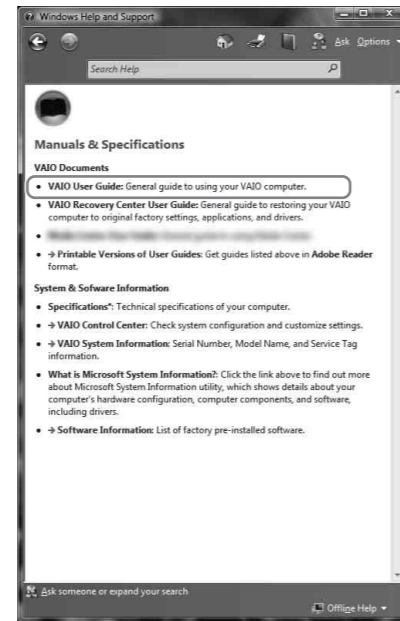 Windows Help and Support
Ask Options
Search Help
Manuals & Specifications
VAIO Documents
• VAIO User Guide: General guide to using your VAIO computer.
• VAIO Recovery Center User Guide: General guide to restoring your VAIO
computer to original factory settings, applications, and drivers.
• → Printable Versions of User Guides: Get guides listed above in Adobe Reader
format.
System & Sofware Information
• Specifications*: Technical specifications of your computer.
• → VAIO Control Center: Check system configuration and customize settings.
• → VAIO System Information: Serial Number, Model Name, and Service Tag
information.
• What is Microsoft System Information?: Click the link above to find out more
about Microsoft System Information utility, which shows details about your
computer's hardware configuration, computer components, and software,
including drivers.
• → Software Information: List of factory pre-installed software.
Ask someone or expand your search
Offline Help